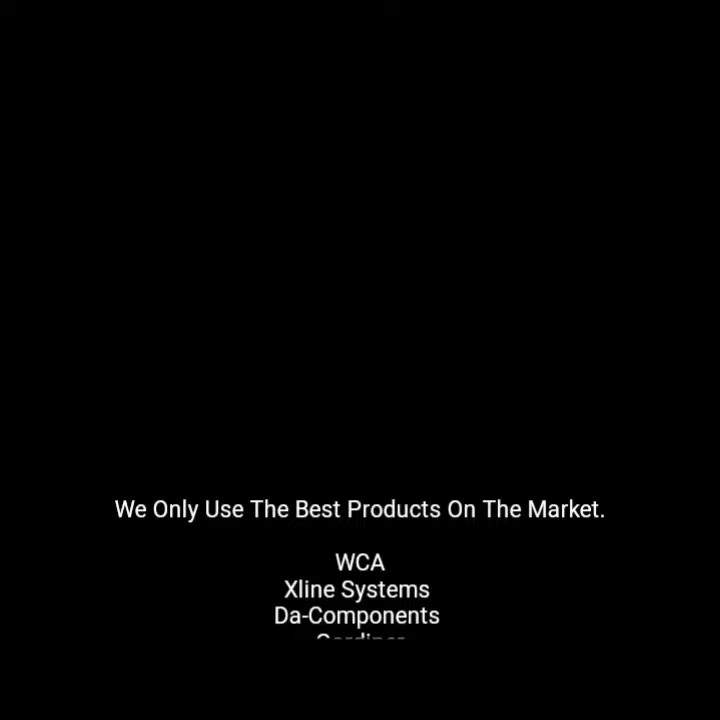 We Only Use The Best Products On The Market.
WCA
Xline Systems
Da-Components